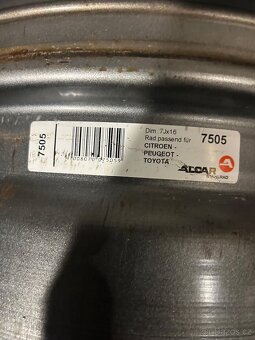 7505
Dim. 7Jx16
Rad passend für
7505
CITROEN -
PEUGEOT -
TOYOTA
ALCAR